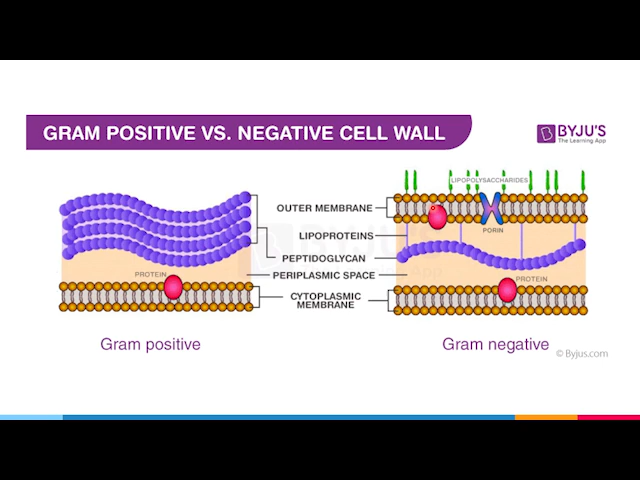 GRAM POSITIVE VS. NEGATIVE CELL WALL
BYJU'S
The Learning App
LIPOPOLYSACCHARIDES
OUTER MEMBRANE
PORIN
LIPOPROTEINS
BYJU'S
PEPTIDOGLYCAN
PROTEIN
PERIPLASMIC SPACE
PROTEIN
CYTOPLASMIC
MEMBRANE
Gram positive
Gram negative
© Byjus.com